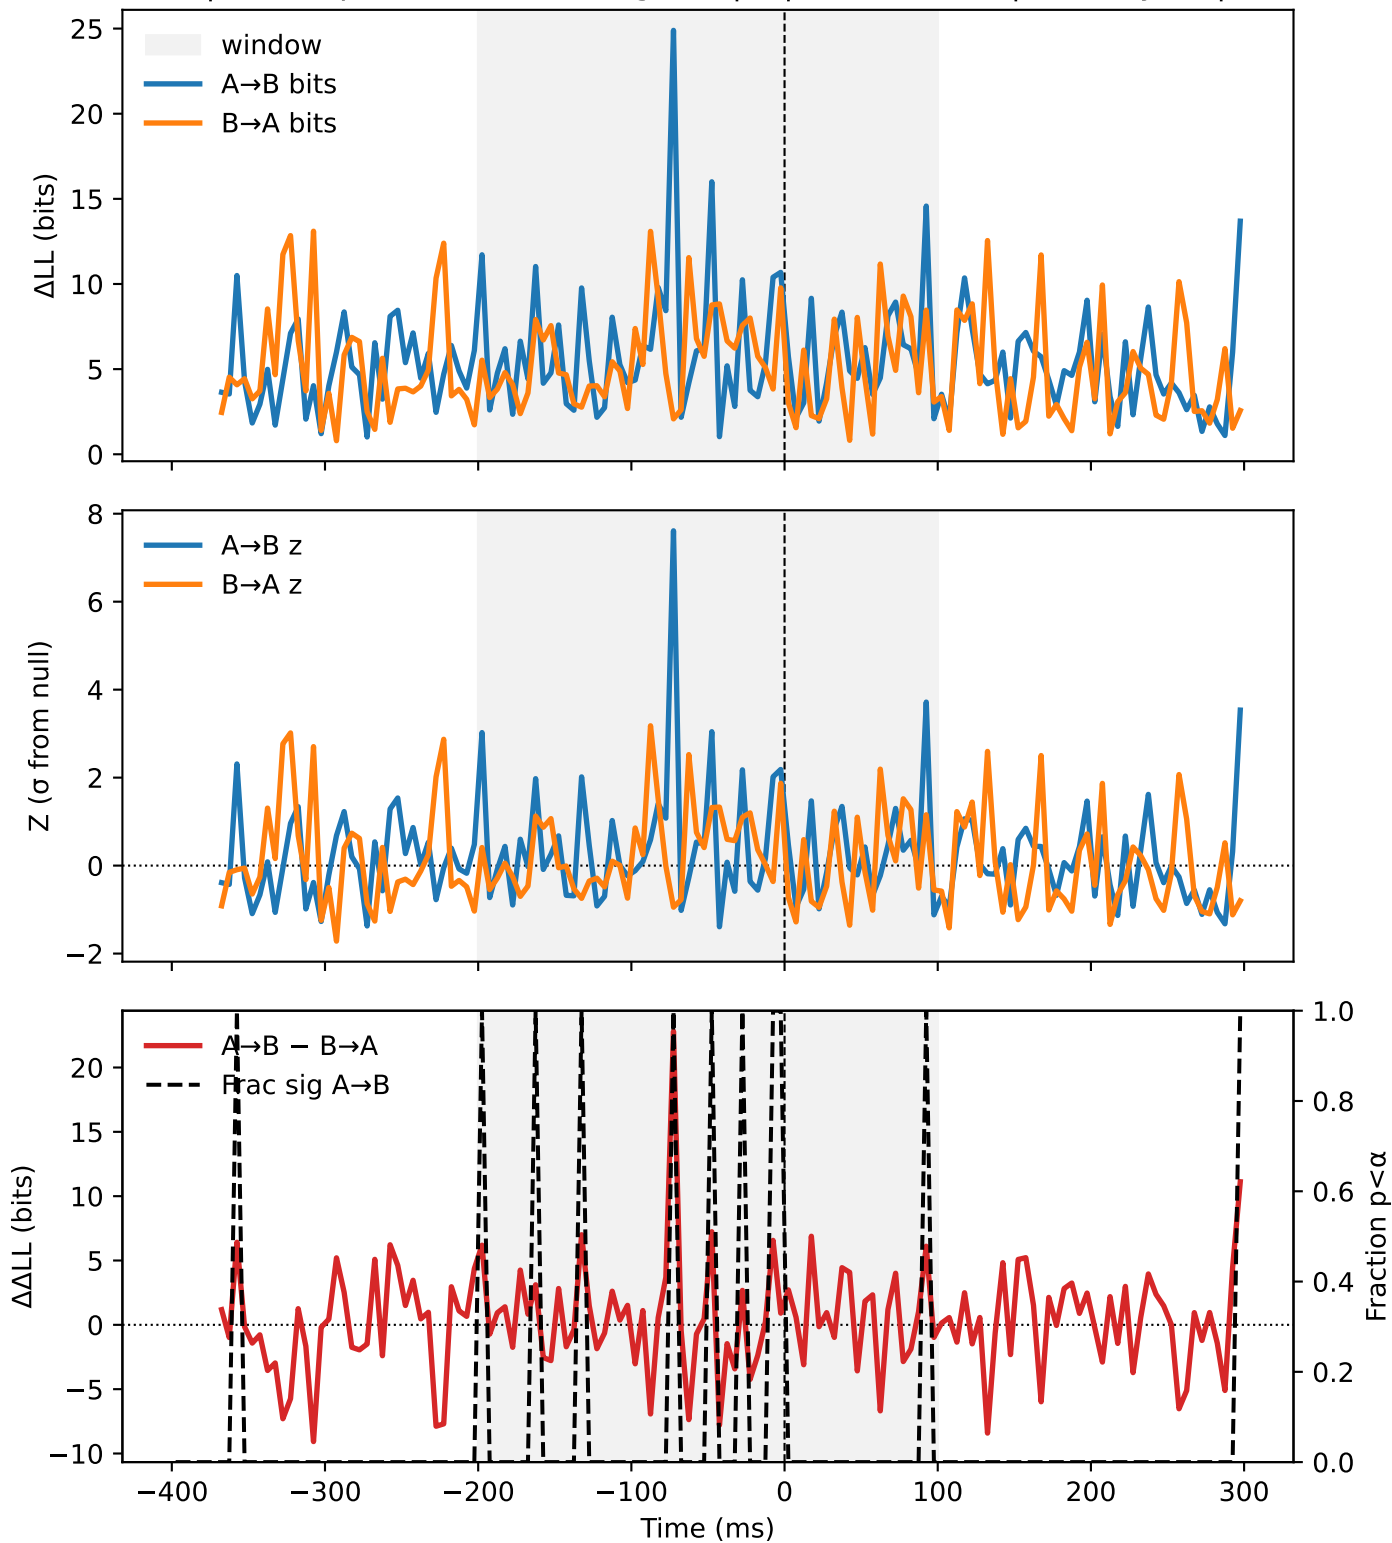 25
20
15
10
5
0
ΔLL (bits)
window
A→B bits
B→A bits
8
6
4
2
0
−2
Z (σ from null)
A→B z
B→A z
20
15
10
5
0
−5
−10
ΔΔLL (bits)
A→B − B→A
Frac sig A→B
1.0
0.8
0.6
0.4
0.2
0.0
Fraction p<α
−400 −300 −200 −100 0 100 200 300
Time (ms)